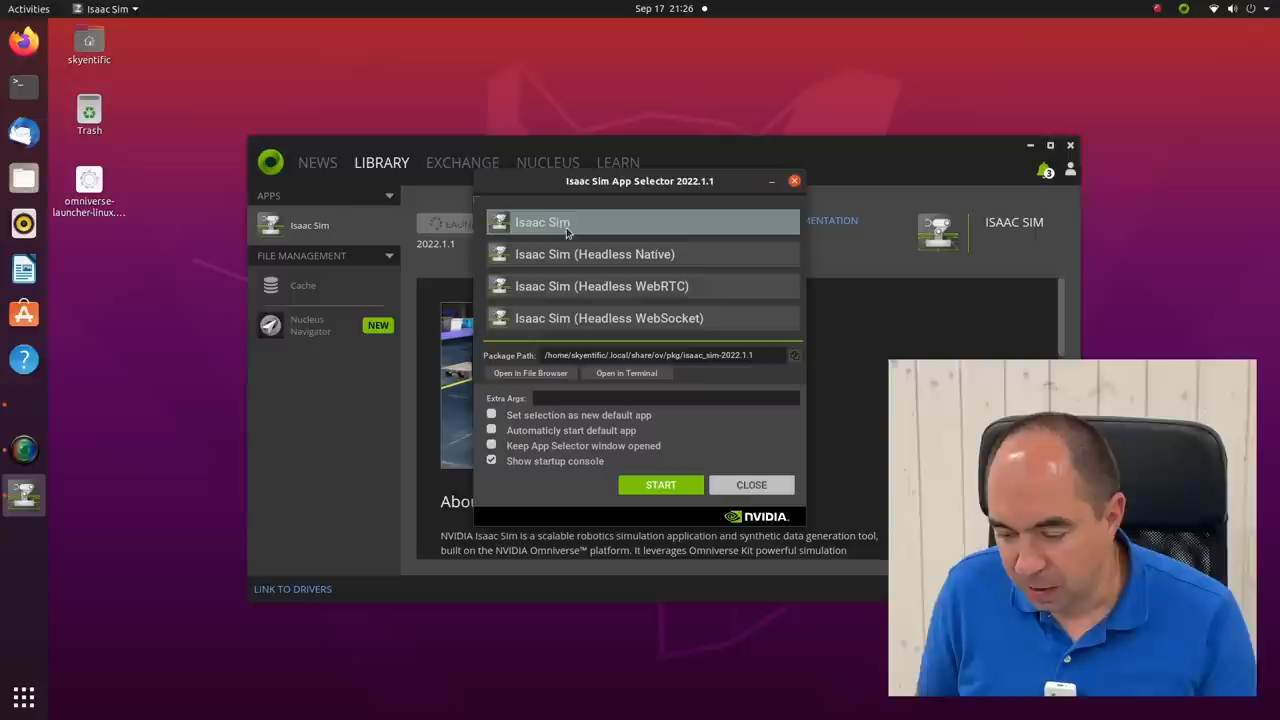 Activities
Isaac Sim
Sep 17 21:26
skyentific
Trash
omniverse-
launcher-linux....
NEWS
LIBRARY
EXCHANGE
NUCLEUS
LEARN
3
APPS
Isaac Sim
FILE MANAGEMENT
Cache
Nucleus
Navigator
NEW
2022.1.1
ISAAC SIM
Isaac Sim App Selector 2022.1.1
Isaac Sim
Isaac Sim (Headless Native)
Isaac Sim (Headless WebRTC)
Isaac Sim (Headless WebSocket)
Package Path: /home/skyentific/.local/share/ov/pkg/isaac_sim-2022.1.1
Open in File Browser
Open in Terminal
Extra Args:
Set selection as new default app
Automaticly start default app
Keep App Selector window opened
Show startup console
START
CLOSE
NVIDIA.
NVIDIA Isaac Sim is a scalable robotics simulation application and synthetic data generation tool,
built on the NVIDIA Omniverse™ platform. It leverages Omniverse Kit powerful simulation
LINK TO DRIVERS